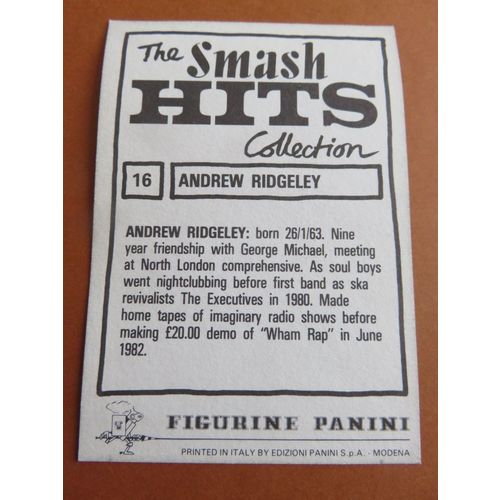 The Smash
HITS
Collection
16 ANDREW RIDGELEY
ANDREW RIDGELEY: born 26/1/63. Nine
year friendship with George Michael, meeting
at North London comprehensive. As soul boys
went nightclubbing before first band as ska
revivalists The Executives in 1980. Made
home tapes of imaginary radio shows before
making £20.00 demo of "Wham Rap" in June
1982.
FIGURINE PANINI
PRINTED IN ITALY BY EDIZIONI PANINI S.p.A. - MODENA